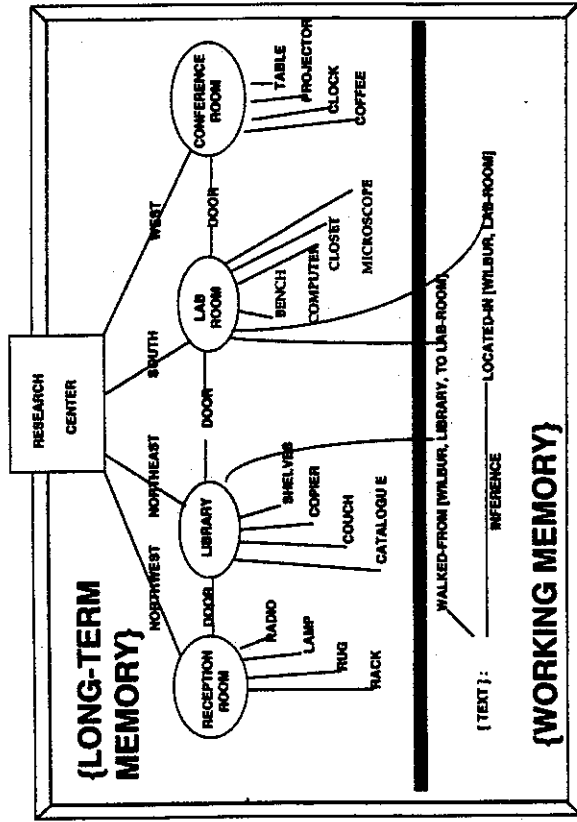 RESEARCH
CENTER
{LONG-TERM
MEMORY}
NORTHWEST
NORTHEAST
SOUTH
WEST
RECEPTION
ROOM
DOOR
LIBRARY
DOOR
LAB
ROOM
DOOR
CONFERENCE
ROOM
RADIO
LAMP
RUG
RACK
SHELVES
COPIER
COUCH
CATALOGUE
BENCH
COMPUTER
CLOSET
MICROSCOPE
TABLE
PROJECTOR
CLOCK
COFFEE
WALKED-FROM [WILBUR, LIBRARY, TO LAB-ROOM]
[TEXT]:
INFERENCE
LOCATED-IN [WILBUR, LAB-ROOM]
{WORKING MEMORY}